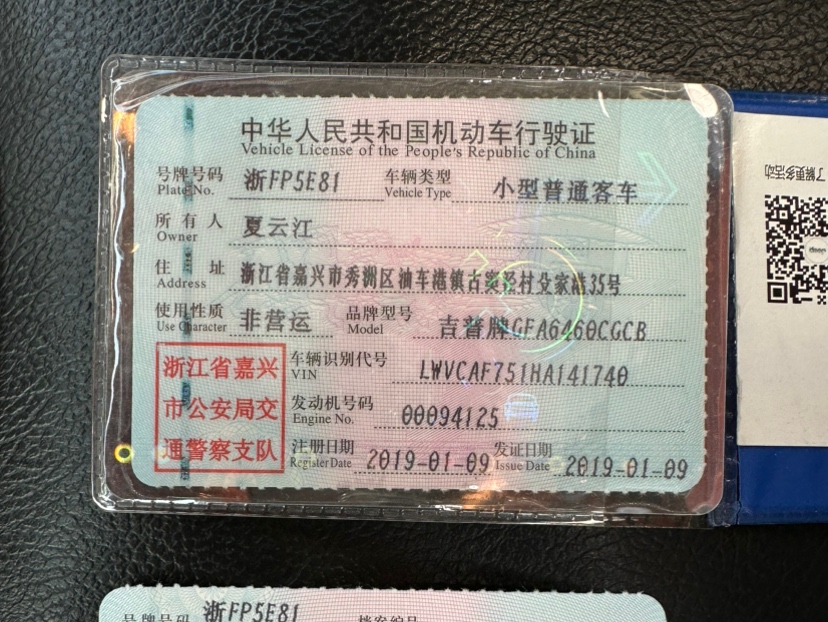 中华人民共和国机动车行驶证
Vehicle License of the People's Republic of China
号牌号码 Plate No. 浙FP5E81 车辆类型 Vehicle Type 小型普通客车
所有人 Owner 夏云江
住址 Address 浙江省嘉兴市秀洲区油车港镇古窦泾村殳家港35号
使用性质 Use Character 非营运 品牌型号 Model 吉普牌GFA6460CGCB
浙江省嘉兴
市公安局交
通警察支队
车辆识别代号 VIN LWVCAF751HA141740
发动机号码 Engine No. 00094125
注册日期 Register Date 2019-01-09 发证日期 Issue Date 2019-01-09
了解更多活动
号牌号码 浙FP5E81 档案编号